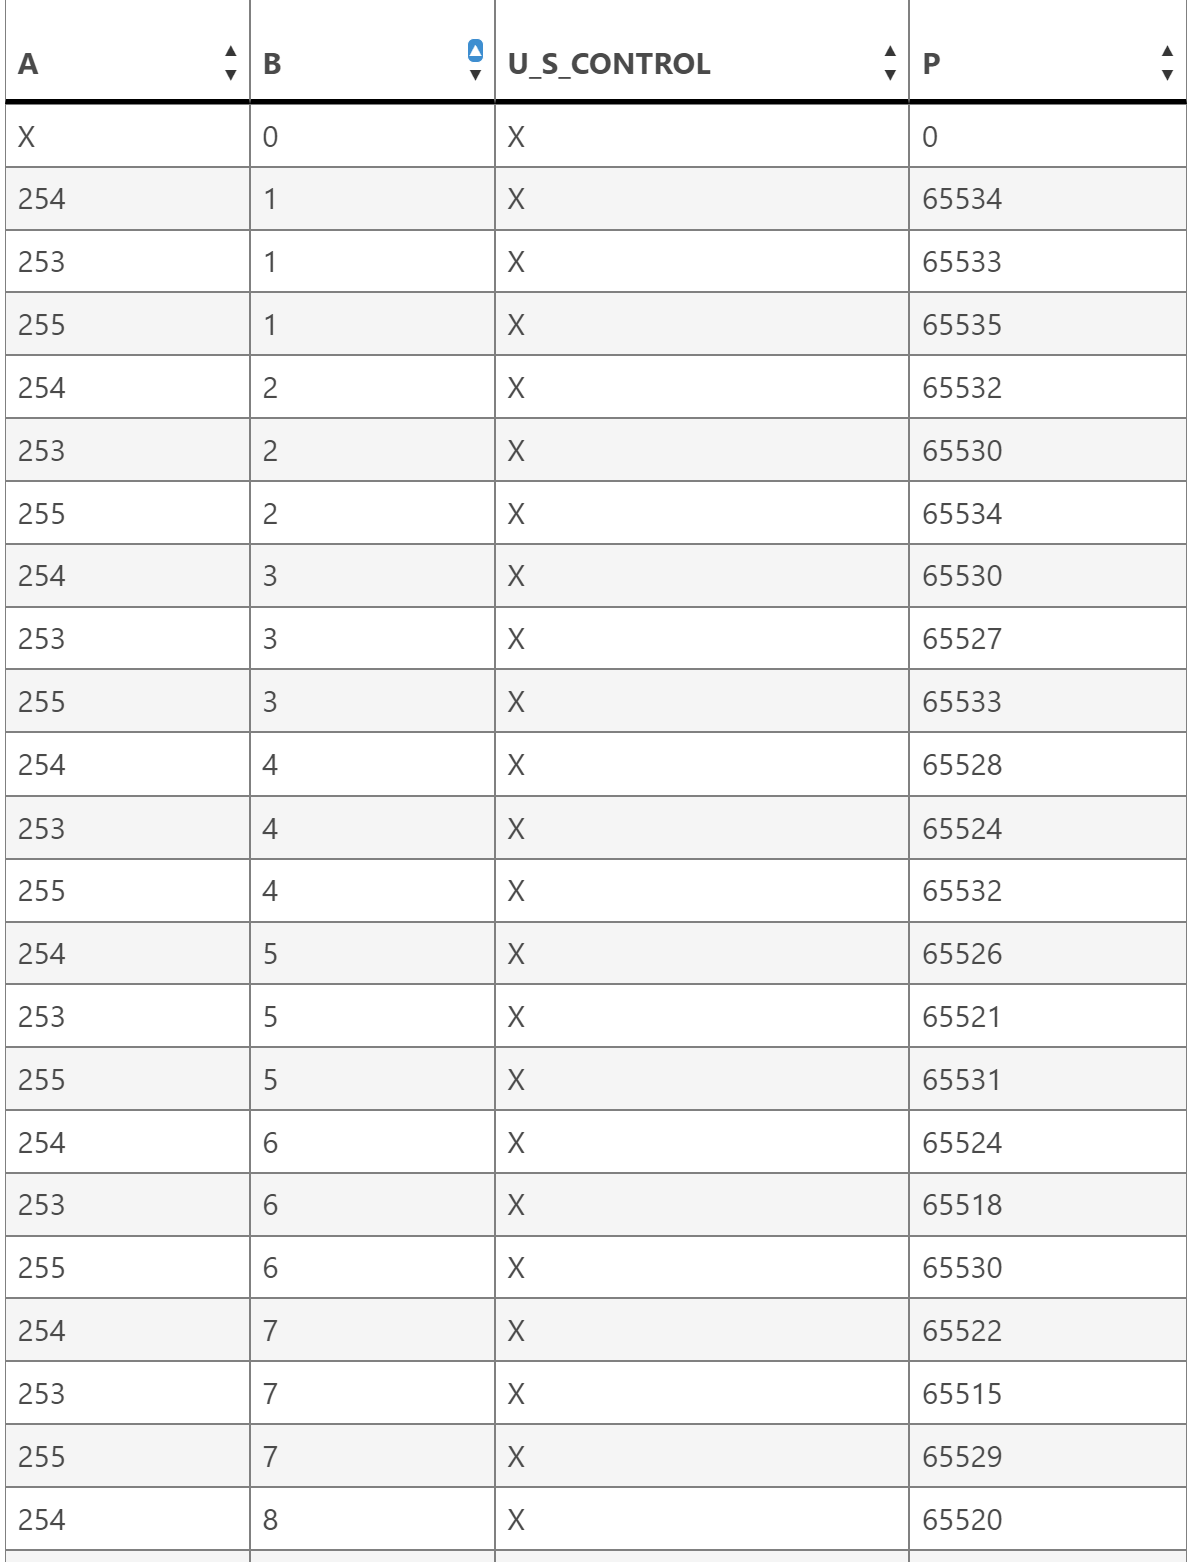 A B U_S_CONTROL P
X 0 X 0
254 1 X 65534
253 1 X 65533
255 1 X 65535
254 2 X 65532
253 2 X 65530
255 2 X 65534
254 3 X 65530
253 3 X 65527
255 3 X 65533
254 4 X 65528
253 4 X 65524
255 4 X 65532
254 5 X 65526
253 5 X 65521
255 5 X 65531
254 6 X 65524
253 6 X 65518
255 6 X 65530
254 7 X 65522
253 7 X 65515
255 7 X 65529
254 8 X 65520